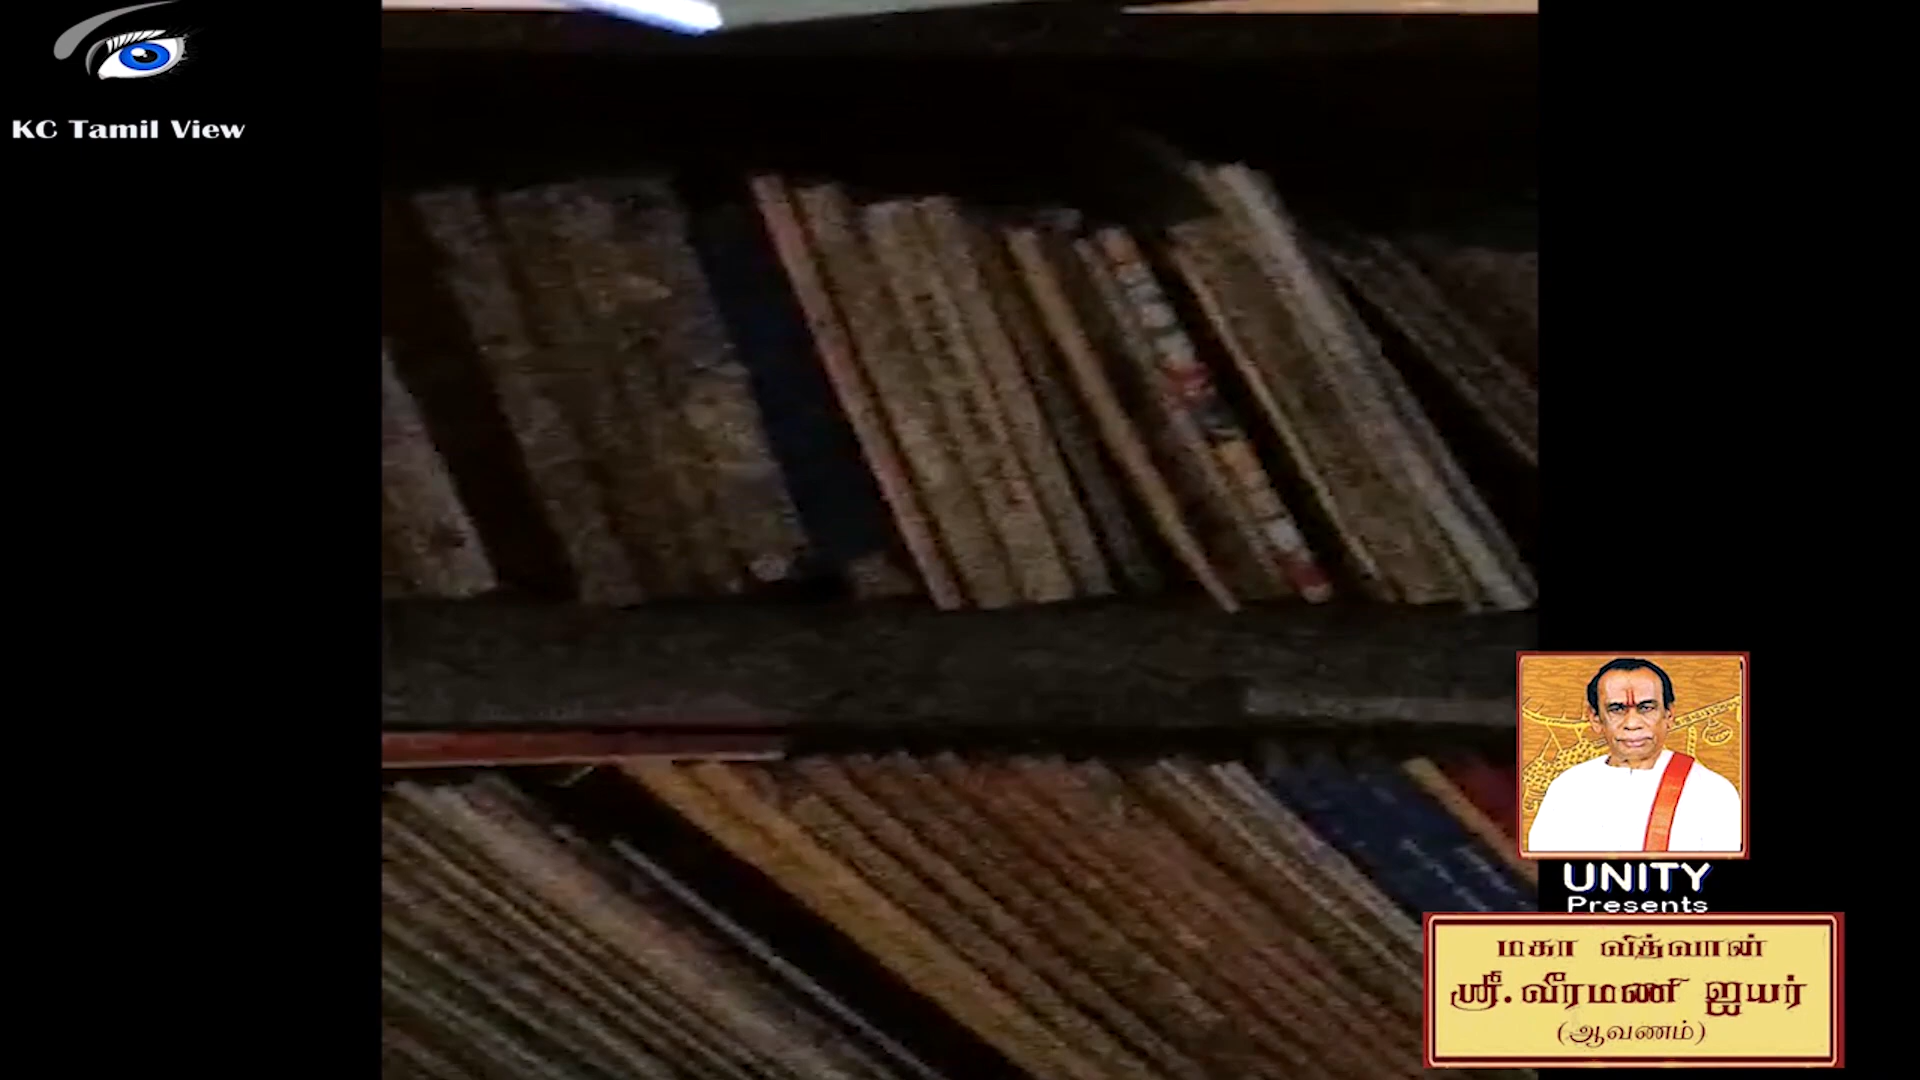 KC Tamil View
UNITY
Presents
மகா வித்வான்
ஸ்ரீ.வீரமணி ஐயர்
(ஆவணம்)